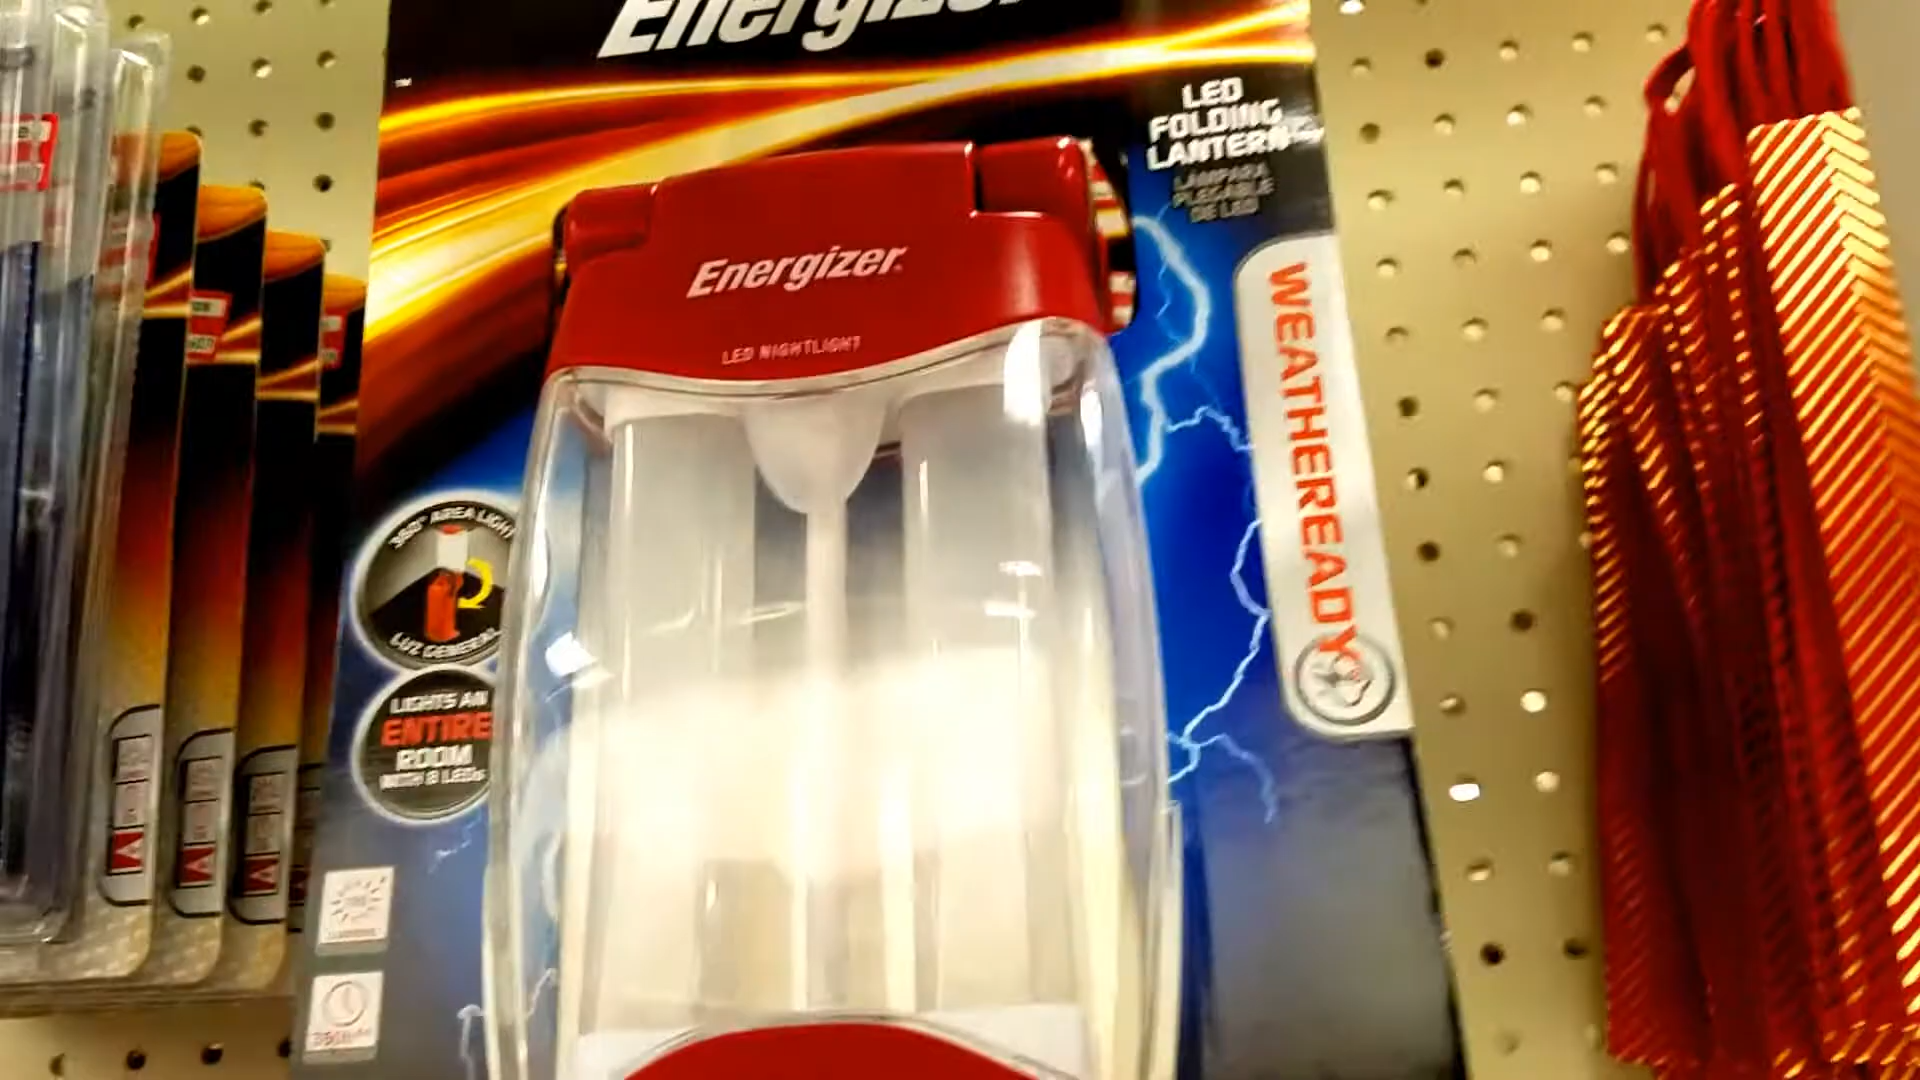 Energizer
™
LED
FOLDING
LANTERN
LÁMPARA
PLEGABLE
DE LED
Energizer
LED NIGHTLIGHT
WEATHEREADY
360° AREA LIGHT
LUZ GENERAL
LIGHTS AN
ENTIRE
ROOM
WITH 8 LEDs